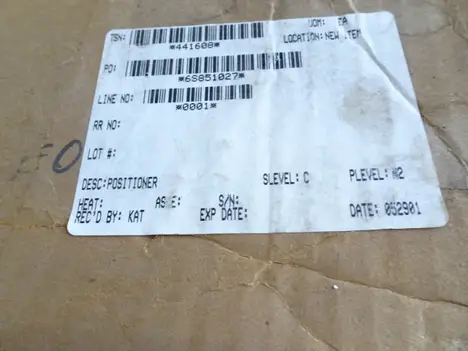 TSN: UOM: EA
*441608* LOCATION: NEW ITEM
PO:
*6S851027*
LINE NO:
*0001*
RR NO:
LOT #:
DESC: POSITIONER SLEVEL: C PLEVEL: N2
HEAT: S/N:
REC'D BY: KAT EXP DATE: DATE: 052901